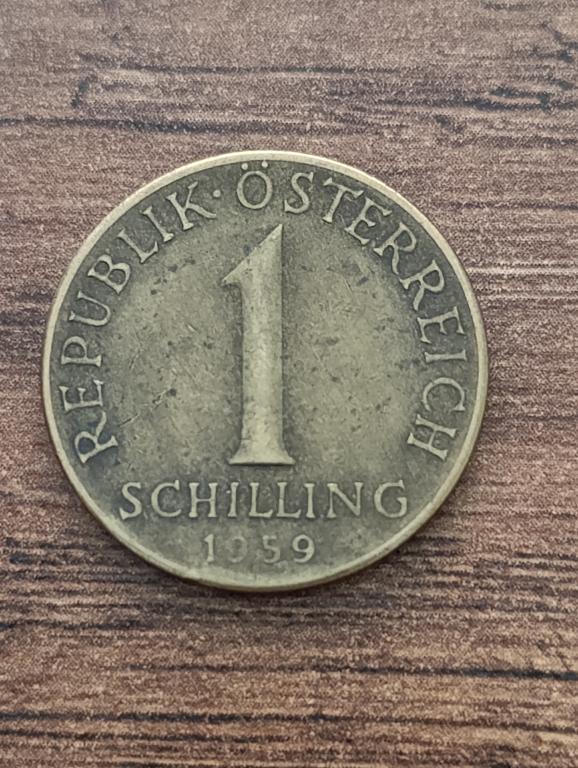 REPUBLIK · ÖSTERREICH
1
SCHILLING
1959